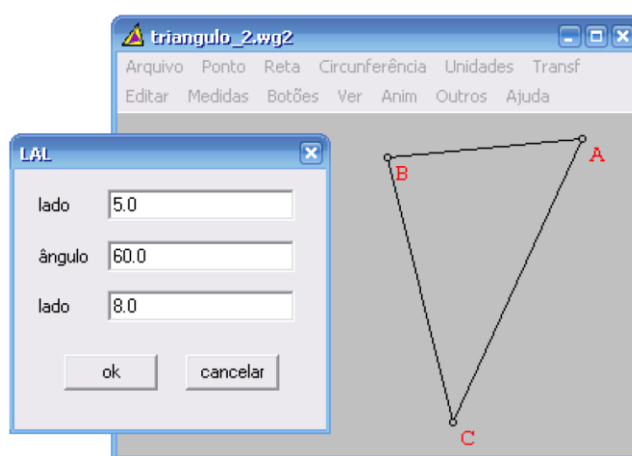 triangulo_2.wg2
Arquivo Ponto Reta Circunferência Unidades Transf
Editar Medidas Botões Ver Anim Outros Ajuda
LAL
lado 5.0
ângulo 60.0
lado 8.0
ok cancelar
A
B
C